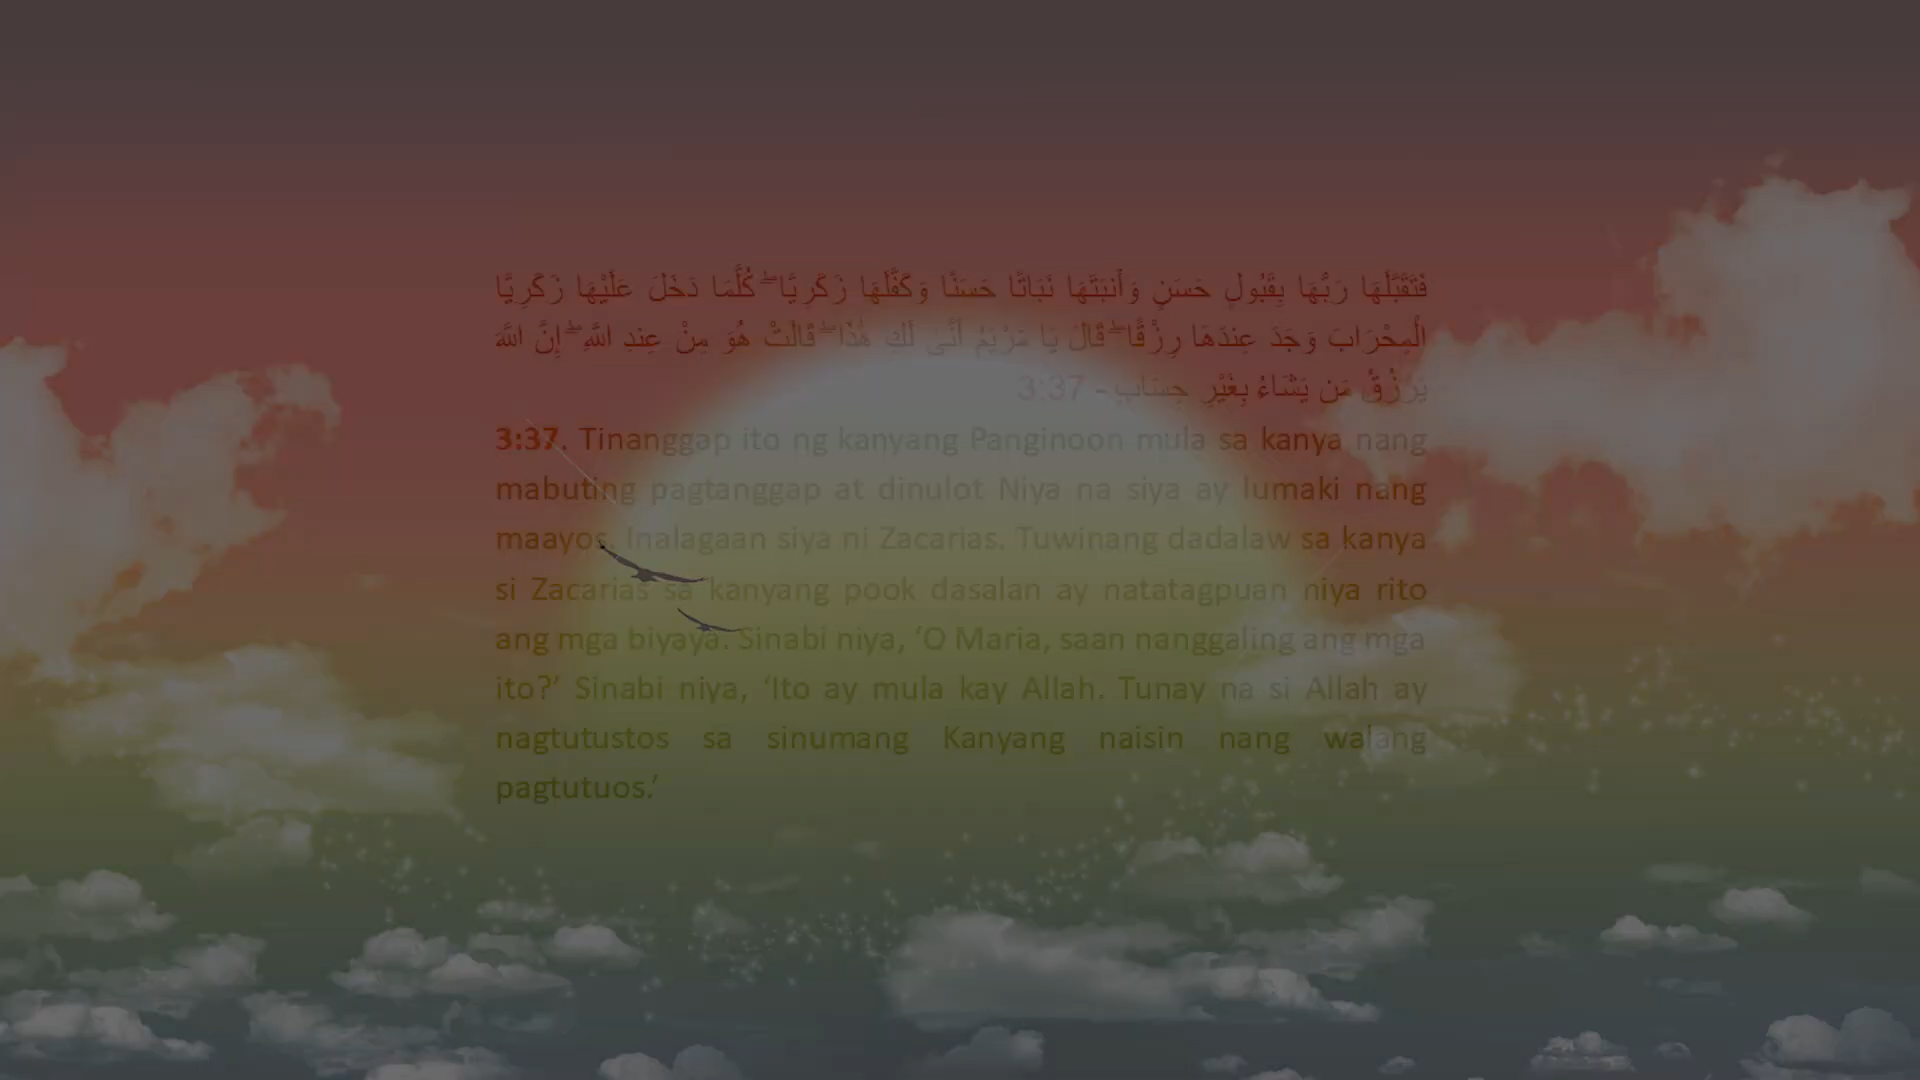 فَتَقَبَّلَهَا رَبُّهَا بِقَبُولٍ حَسَنٍ وَأَنبَتَهَا نَبَاتًا حَسَنًا وَكَفَّلَهَا زَكَرِيَّا ۖ كُلَّمَا دَخَلَ عَلَيْهَا زَكَرِيَّا
الْمِحْرَابَ وَجَدَ عِندَهَا رِزْقًا ۖ قَالَ يَا مَرْيَمُ أَنَّىٰ لَكِ هَٰذَا ۖ قَالَتْ هُوَ مِنْ عِندِ اللَّهِ ۖ إِنَّ اللَّهَ
يَرْزُقُ مَن يَشَاءُ بِغَيْرِ حِسَابٍ - 3:37
3:37. Tinanggap ito ng kanyang Panginoon mula sa kanya nang
mabuting pagtanggap at dinulot Niya na siya ay lumaki nang
maayos. Inalagaan siya ni Zacarias. Tuwinang dadalaw sa kanya
si Zacarias sa kanyang pook dasalan ay natatagpuan niya rito
ang mga biyaya. Sinabi niya, ‘O Maria, saan nanggaling ang mga
ito?’ Sinabi niya, ‘Ito ay mula kay Allah. Tunay na si Allah ay
nagtutustos sa sinumang Kanyang naisin nang walang
pagtutuos.’